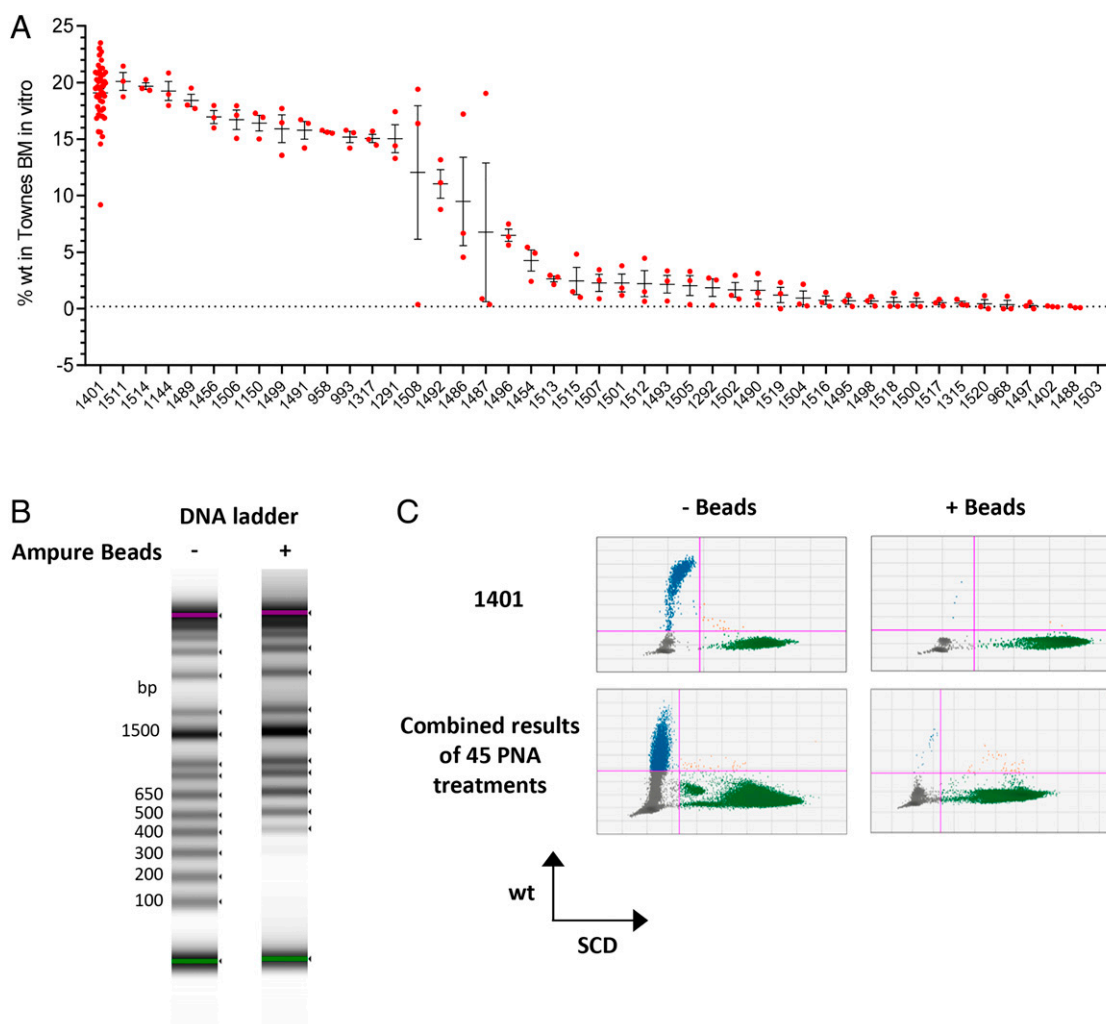 A
% wt in Townes BM in vitro
25
20
15
10
5
0
-5
1401 1511 1514 1144 1489 1456 1506 1150 1499 1491 958 993 1317 1291 1508 1492 1486 1487 1496 1454 1513 1515 1507 1501 1512 1493 1505 1292 1502 1490 1519 1504 1516 1495 1498 1518 1500 1517 1315 1520 968 1497 1402 1488 1503
B
DNA ladder
Ampure Beads - +
bp
1500
650
500
400
300
200
100
C
- Beads + Beads
1401
Combined results
of 45 PNA
treatments
wt
SCD